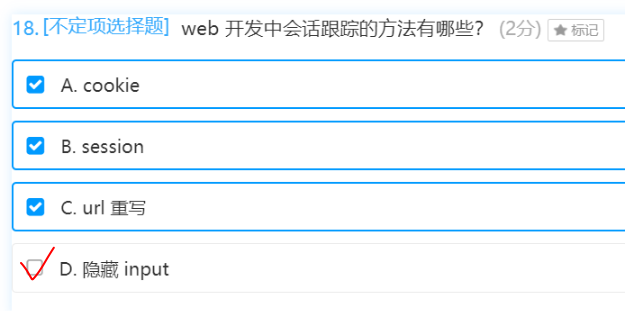 18. [不定项选择题] web 开发中会话跟踪的方法有哪些? (2分) ★ 标记
A. cookie
B. session
C. url 重写
D. 隐藏 input